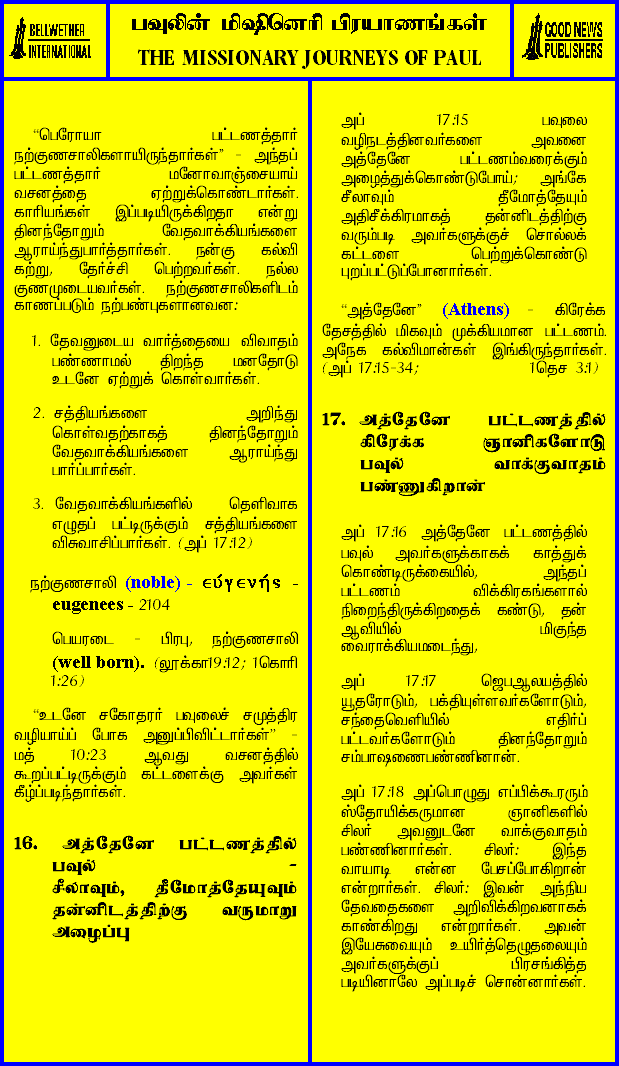 BELLWETHER
INTERNATIONAL
பவுலின் மிஷினெரி பிரயாணங்கள்
THE MISSIONARY JOURNEYS OF PAUL
GOOD NEWS
PUBLISHERS
“பெரோயா பட்டணத்தார்
நற்குணசாலிகளாயிருந்தார்கள்” - அந்தப்
பட்டணத்தார் மனோவாஞ்சையாய்
வசனத்தை ஏற்றுக்கொண்டார்கள்.
காரியங்கள் இப்படியிருக்கிறதா என்று
தினந்தோறும் வேதவாக்கியங்களை
ஆராய்ந்துபார்த்தார்கள். நன்கு கல்வி
கற்று, தேர்ச்சி பெற்றவர்கள். நல்ல
குணமுடையவர்கள். நற்குணசாலிகளிடம்
காணப்படும் நற்பண்புகளானவன:
1. தேவனுடைய வார்த்தையை விவாதம்
பண்ணாமல் திறந்த மனதோடு
உடனே ஏற்றுக் கொள்வார்கள்.
2. சத்தியங்களை அறிந்து
கொள்வதற்காகத் தினந்தோறும்
வேதவாக்கியங்களை ஆராய்ந்து
பார்ப்பார்கள்.
3. வேதவாக்கியங்களில் தெளிவாக
எழுதப் பட்டிருக்கும் சத்தியங்களை
விசுவாசிப்பார்கள். (அப் 17:12)
நற்குணசாலி (noble) - εύγενήs -
eugenees - 2104
பெயரடை - பிரபு, நற்குணசாலி
(well born). (லூக்கா19:12; 1கொரி
1:26)
“உடனே சகோதரர் பவுலைச் சமுத்திர
வழியாய்ப் போக அனுப்பிவிட்டார்கள்” -
மத் 10:23 ஆவது வசனத்தில்
கூறப்பட்டிருக்கும் கட்டளைக்கு அவர்கள்
கீழ்ப்படிந்தார்கள்.
16. அத்தேனே பட்டணத்தில்
பவுல் -
சீலாவும், தீமோத்தேயுவும்
தன்னிடத்திற்கு வருமாறு
அழைப்பு
அப் 17:15 பவுலை
வழிநடத்தினவர்களை அவனை
அத்தேனே பட்டணம்வரைக்கும்
அழைத்துக்கொண்டுபோய்; அங்கே
சீலாவும் தீமோத்தேயும்
அதிசீக்கிரமாகத் தன்னிடத்திற்கு
வரும்படி அவர்களுக்குச் சொல்லக்
கட்டளை பெற்றுக்கொண்டு
புறப்பட்டுப்போனார்கள்.
“அத்தேனே” (Athens) - கிரேக்க
தேசத்தில் மிகவும் முக்கியமான பட்டணம்.
அநேக கல்விமான்கள் இங்கிருந்தார்கள்.
(அப் 17:15-34; 1தெச 3:1)
17. அத்தேனே பட்டணத்தில்
கிரேக்க ஞானிகளோடு
பவுல் வாக்குவாதம்
பண்ணுகிறான்
அப் 17:16 அத்தேனே பட்டணத்தில்
பவுல் அவர்களுக்காகக் காத்துக்
கொண்டிருக்கையில், அந்தப்
பட்டணம் விக்கிரகங்களால்
நிறைந்திருக்கிறதைக் கண்டு, தன்
ஆவியில் மிகுந்த
வைராக்கியமடைந்து,
அப் 17:17 ஜெபஆலயத்தில்
யூதரோடும், பக்தியுள்ளவர்களோடும்,
சந்தைவெளியில் எதிர்ப்
பட்டவர்களோடும் தினந்தோறும்
சம்பாஷணைபண்ணினான்.
அப் 17:18 அப்பொழுது எப்பிக்கூரரும்
ஸ்தோயிக்கருமான ஞானிகளில்
சிலர் அவனுடனே வாக்குவாதம்
பண்ணினார்கள். சிலர்: இந்த
வாயாடி என்ன பேசப்போகிறான்
என்றார்கள். சிலர்: இவன் அந்நிய
தேவதைகளை அறிவிக்கிறவனாகக்
காண்கிறது என்றார்கள். அவன்
இயேசுவையும் உயிர்த்தெழுதலையும்
அவர்களுக்குப் பிரசங்கித்த
படியினாலே அப்படிச் சொன்னார்கள்.